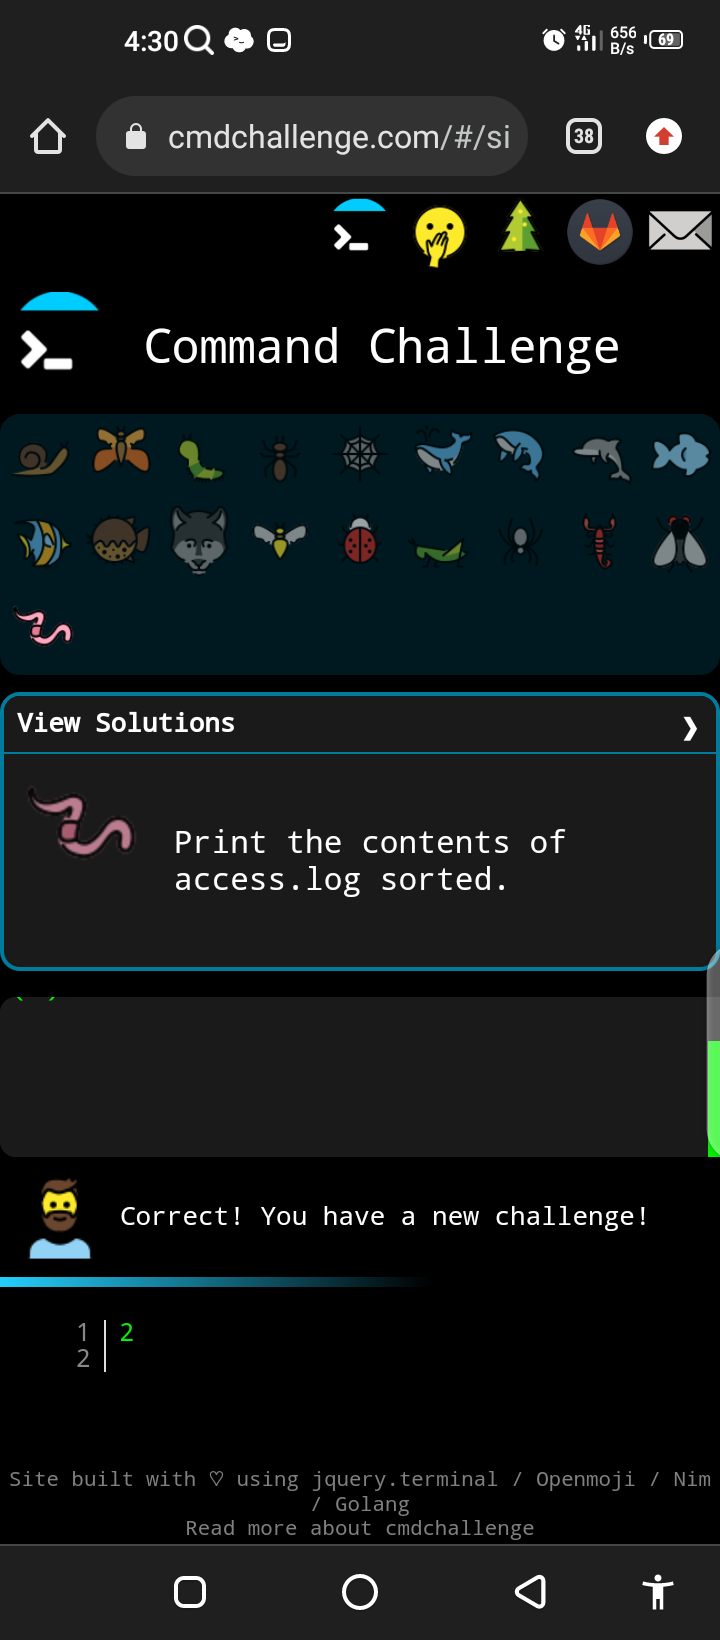 4:30
4G
656
B/s
69
cmdchallenge.com/#/si
38
Command Challenge
View Solutions
Print the contents of
access.log sorted.
Correct! You have a new challenge!
1 2
2
Site built with ♡ using jquery.terminal / Openmoji / Nim
/ Golang
Read more about cmdchallenge